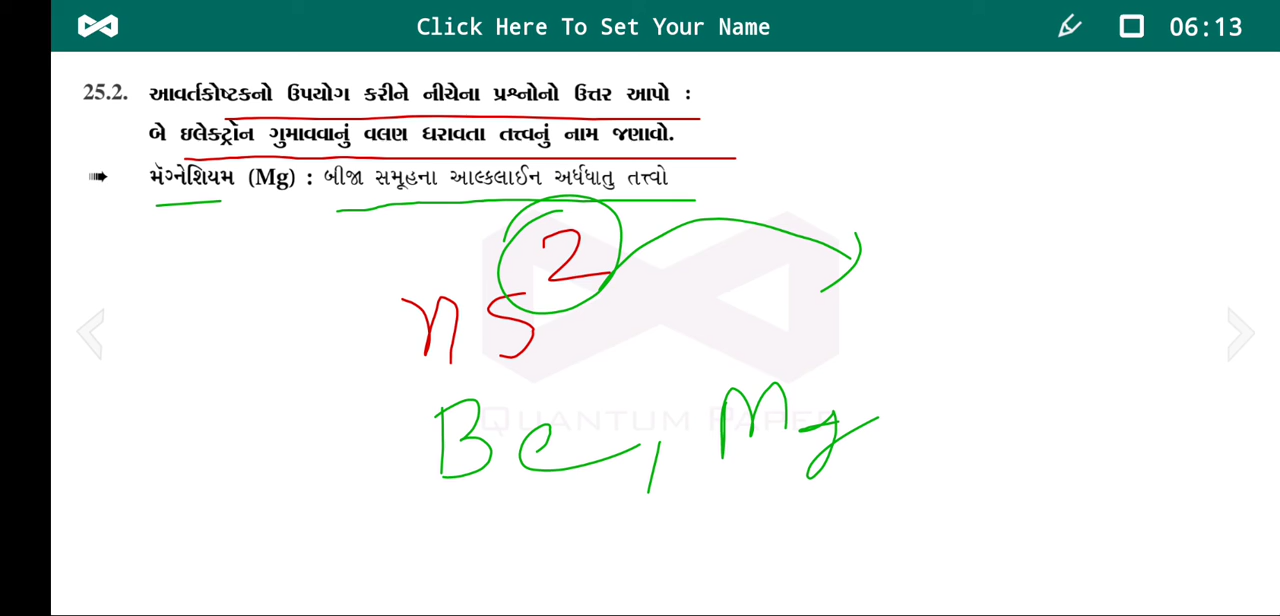 Click Here To Set Your Name 06:13
25.2. આવર્તકોષ્ટકનો ઉપયોગ કરીને નીચેના પ્રશ્નોનો ઉત્તર આપો :
બે ઇલેક્ટ્રૉન ગુમાવવાનું વલણ ધરાવતા તત્ત્વનું નામ જણાવો.
➠ મૅગ્નેશિયમ (Mg) : બીજા સમૂહના આલ્કલાઈન અર્ધધાતુ તત્ત્વો
ns²
Be, Mg
QUANTUM PAPER